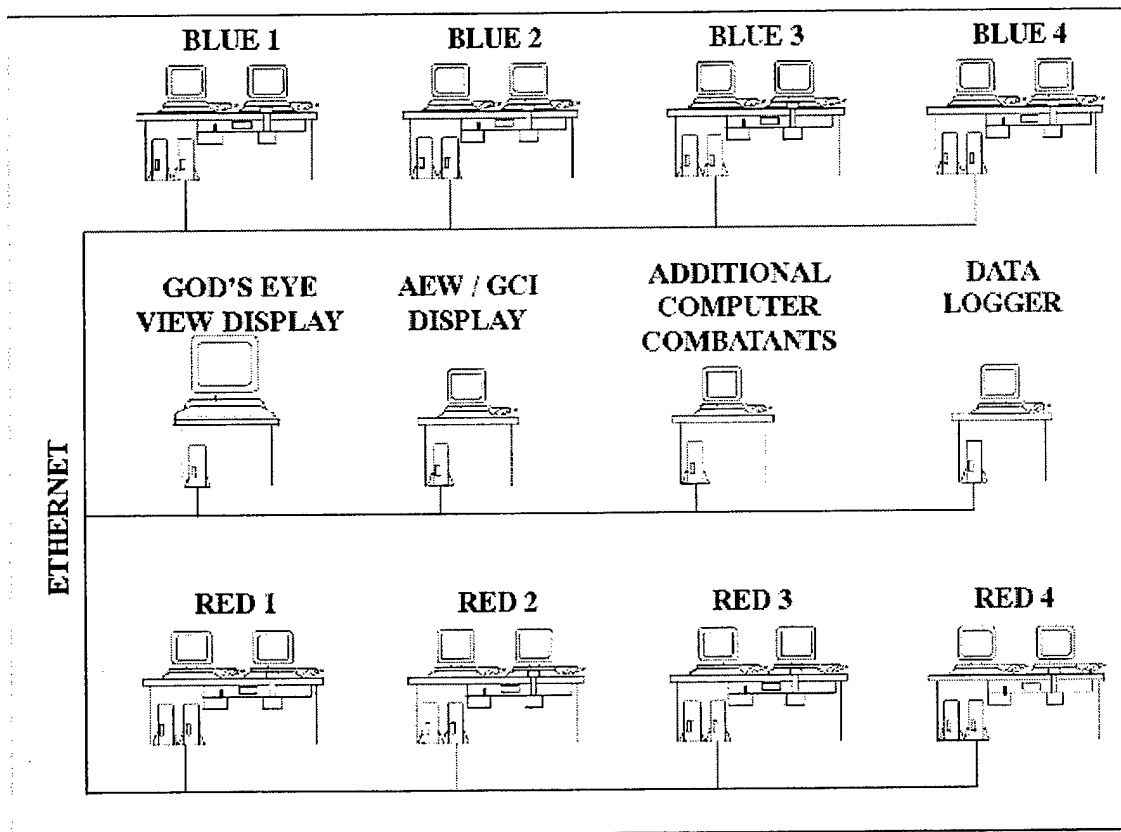 BLUE 1
BLUE 2
BLUE 3
BLUE 4
GOD'S EYE
VIEW DISPLAY
AEW / GCI
DISPLAY
ADDITIONAL
COMPUTER
COMBATANTS
DATA
LOGGER
ETHERNET
RED 1
RED 2
RED 3
RED 4